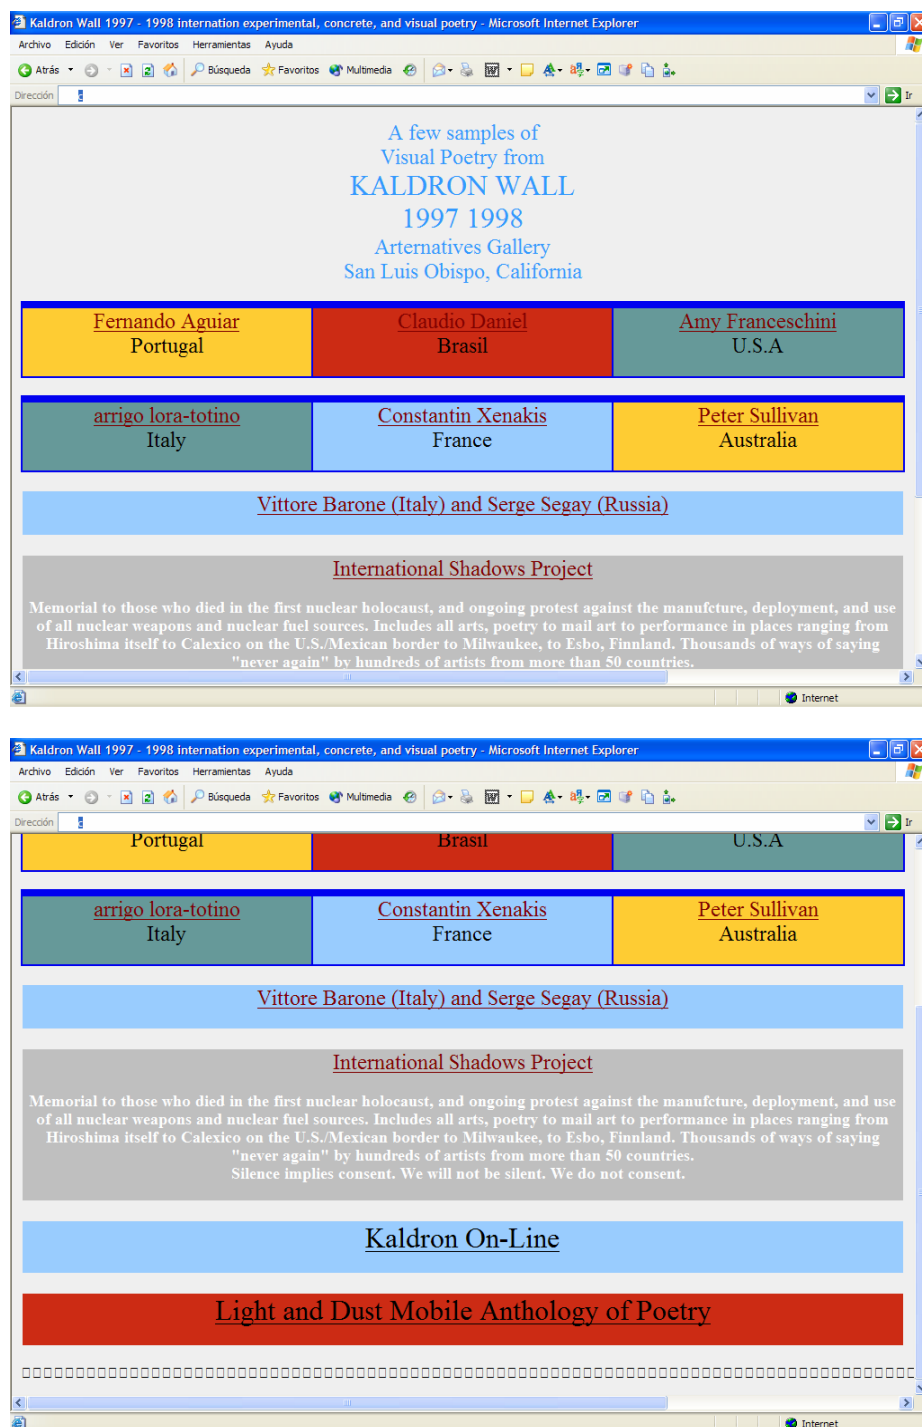 Kaldron Wall 1997 - 1998 internation experimental, concrete, and visual poetry - Microsoft Internet Explorer
Archivo Edición Ver Favoritos Herramientas Ayuda
Atrás Búsqueda Favoritos Multimedia
Dirección Ir
A few samples of
Visual Poetry from
KALDRON WALL
1997 1998
Arternatives Gallery
San Luis Obispo, California
Fernando Aguiar Claudio Daniel Amy Franceschini
Portugal Brasil U.S.A
arrigo lora-totino Constantin Xenakis Peter Sullivan
Italy France Australia
Vittore Barone (Italy) and Serge Segay (Russia)
International Shadows Project
Memorial to those who died in the first nuclear holocaust, and ongoing protest against the manufcture, deployment, and use
of all nuclear weapons and nuclear fuel sources. Includes all arts, poetry to mail art to performance in places ranging from
Hiroshima itself to Calexico on the U.S./Mexican border to Milwaukee, to Esbo, Finnland. Thousands of ways of saying
"never again" by hundreds of artists from more than 50 countries.
Internet
Kaldron Wall 1997 - 1998 internation experimental, concrete, and visual poetry - Microsoft Internet Explorer
Archivo Edición Ver Favoritos Herramientas Ayuda
Atrás Búsqueda Favoritos Multimedia
Dirección Ir
Portugal Brasil U.S.A
arrigo lora-totino Constantin Xenakis Peter Sullivan
Italy France Australia
Vittore Barone (Italy) and Serge Segay (Russia)
International Shadows Project
Memorial to those who died in the first nuclear holocaust, and ongoing protest against the manufcture, deployment, and use
of all nuclear weapons and nuclear fuel sources. Includes all arts, poetry to mail art to performance in places ranging from
Hiroshima itself to Calexico on the U.S./Mexican border to Milwaukee, to Esbo, Finnland. Thousands of ways of saying
"never again" by hundreds of artists from more than 50 countries.
Silence implies consent. We will not be silent. We do not consent.
Kaldron On-Line
Light and Dust Mobile Anthology of Poetry
Internet